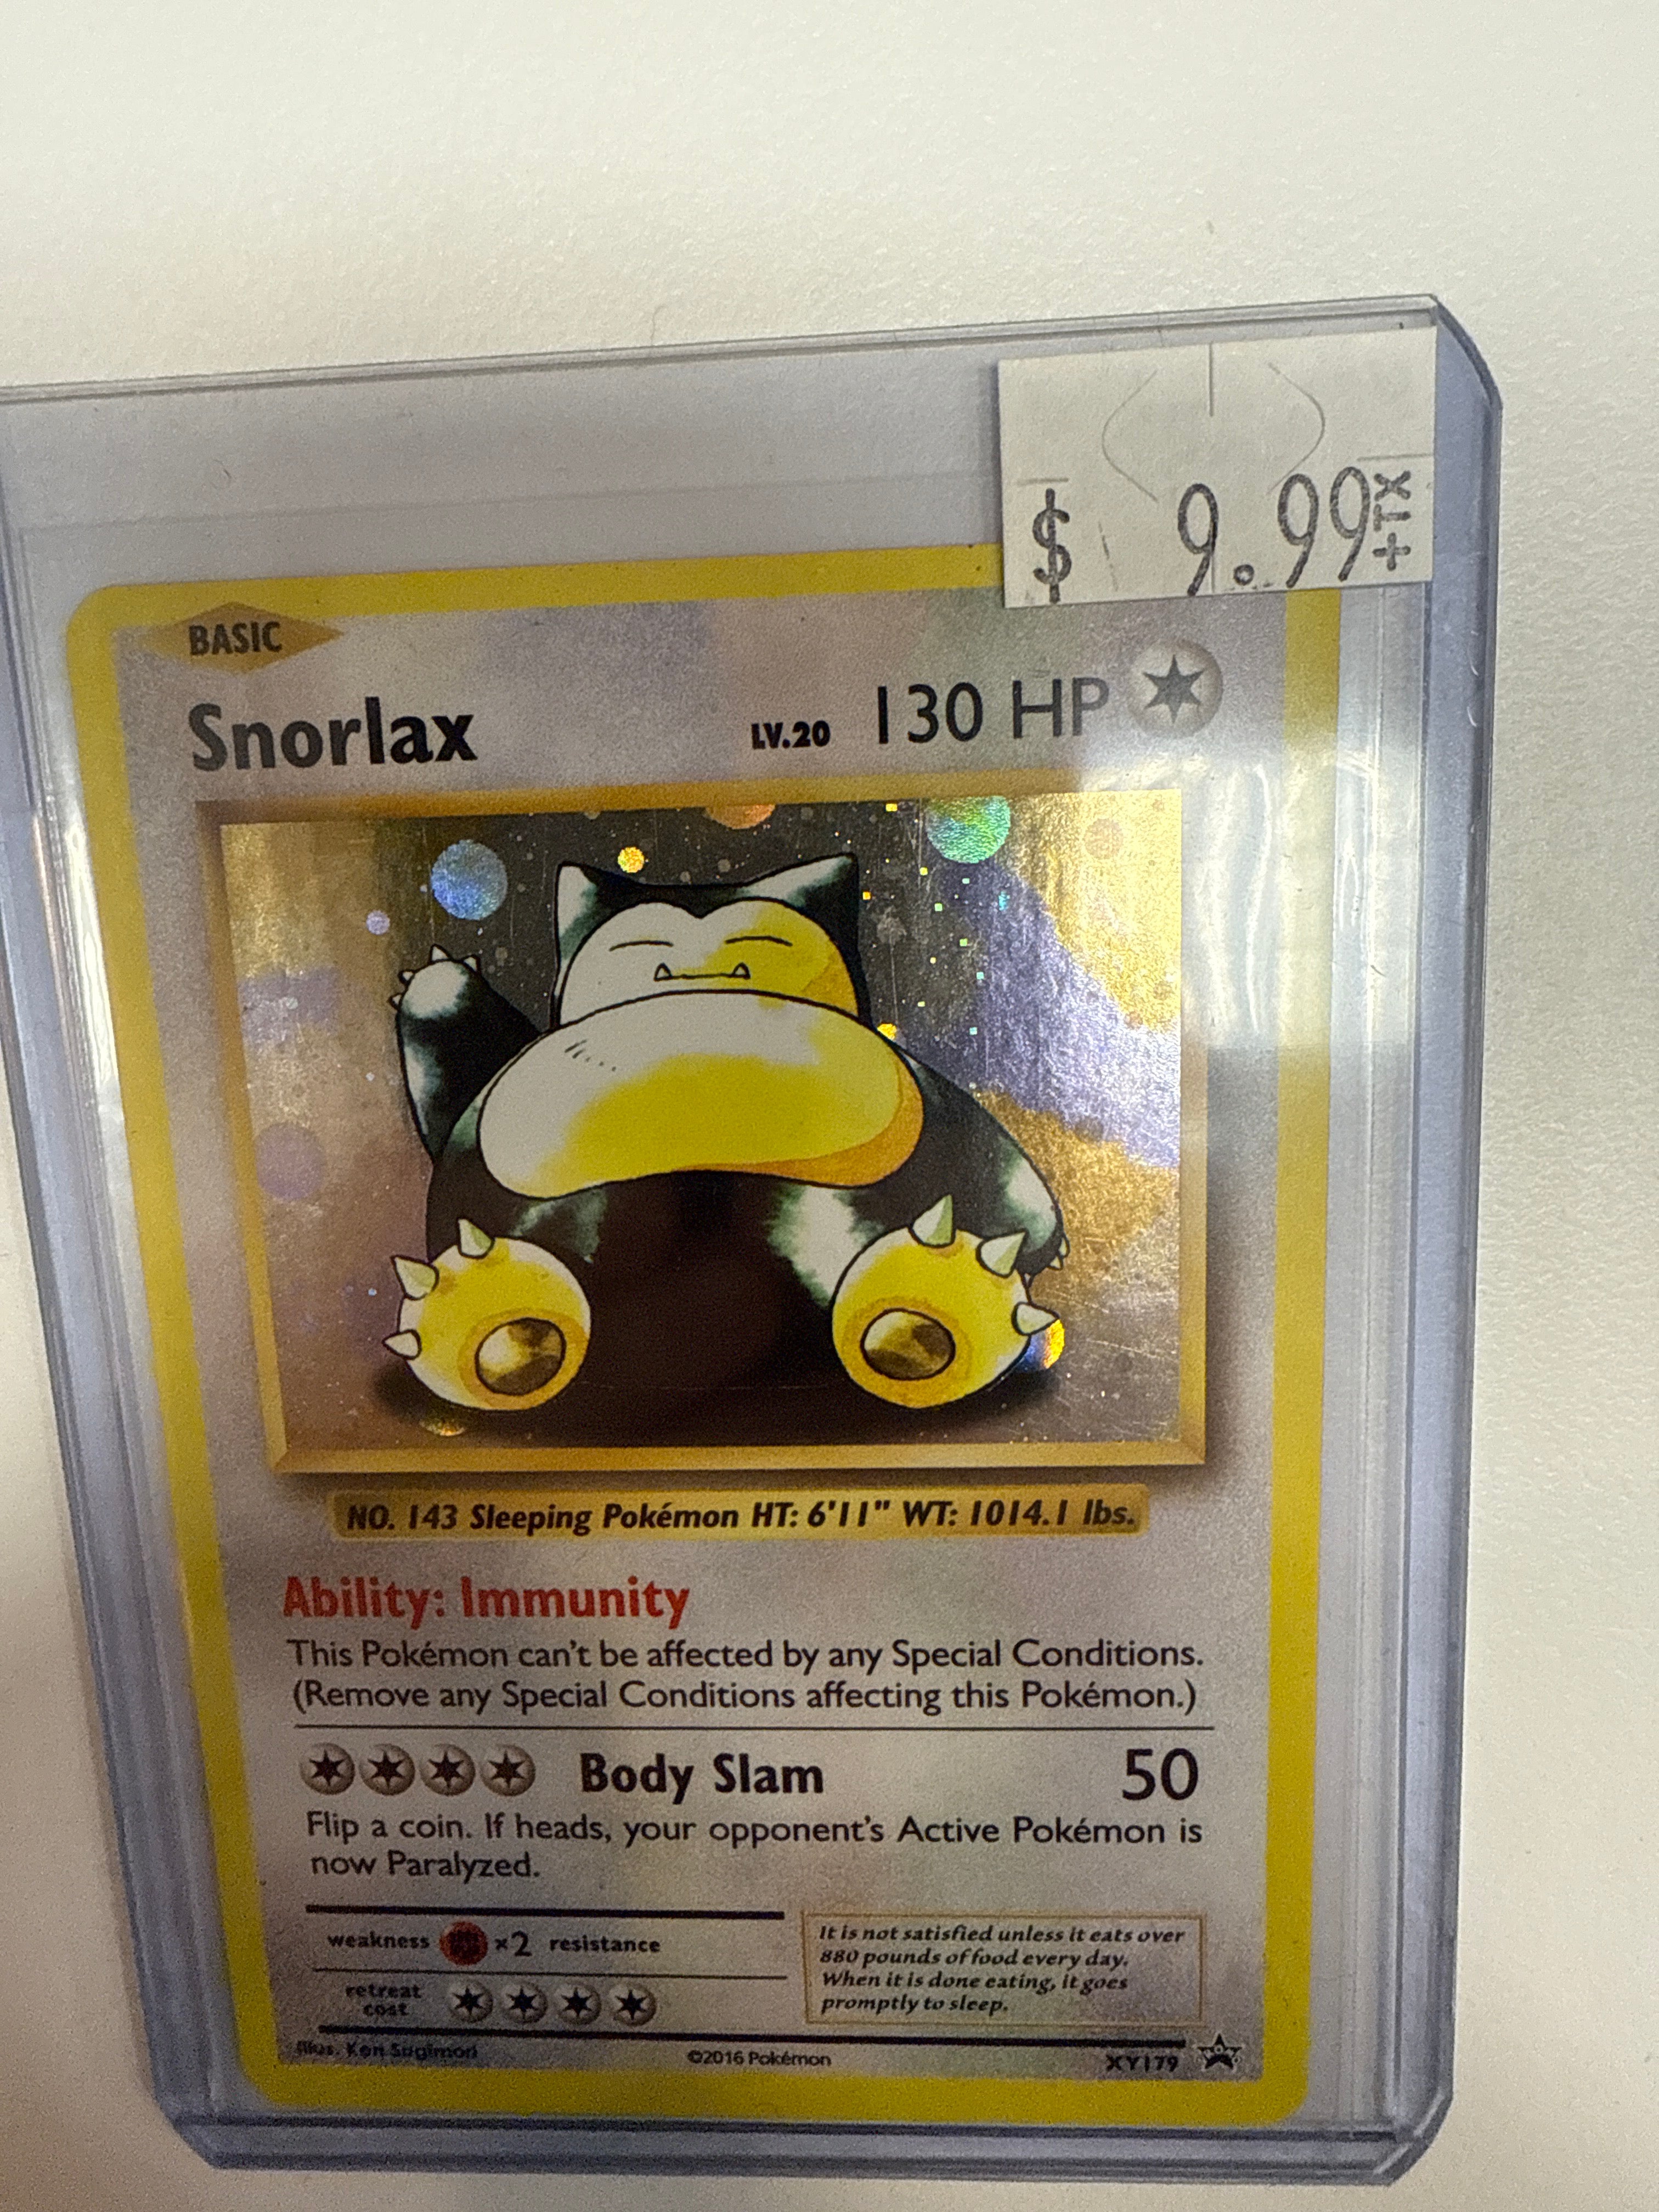 $ 9.99 +TX
BASIC
Snorlax LV.20 130 HP
NO. 143 Sleeping Pokémon HT: 6'11" WT: 1014.1 lbs.
Ability: Immunity
This Pokémon can't be affected by any Special Conditions.
(Remove any Special Conditions affecting this Pokémon.)
Body Slam 50
Flip a coin. If heads, your opponent's Active Pokémon is
now Paralyzed.
weakness ×2 resistance
retreat
cost
It is not satisfied unless it eats over
880 pounds of food every day.
When it is done eating, it goes
promptly to sleep.
Illus. Ken Sugimori ©2016 Pokémon XY179